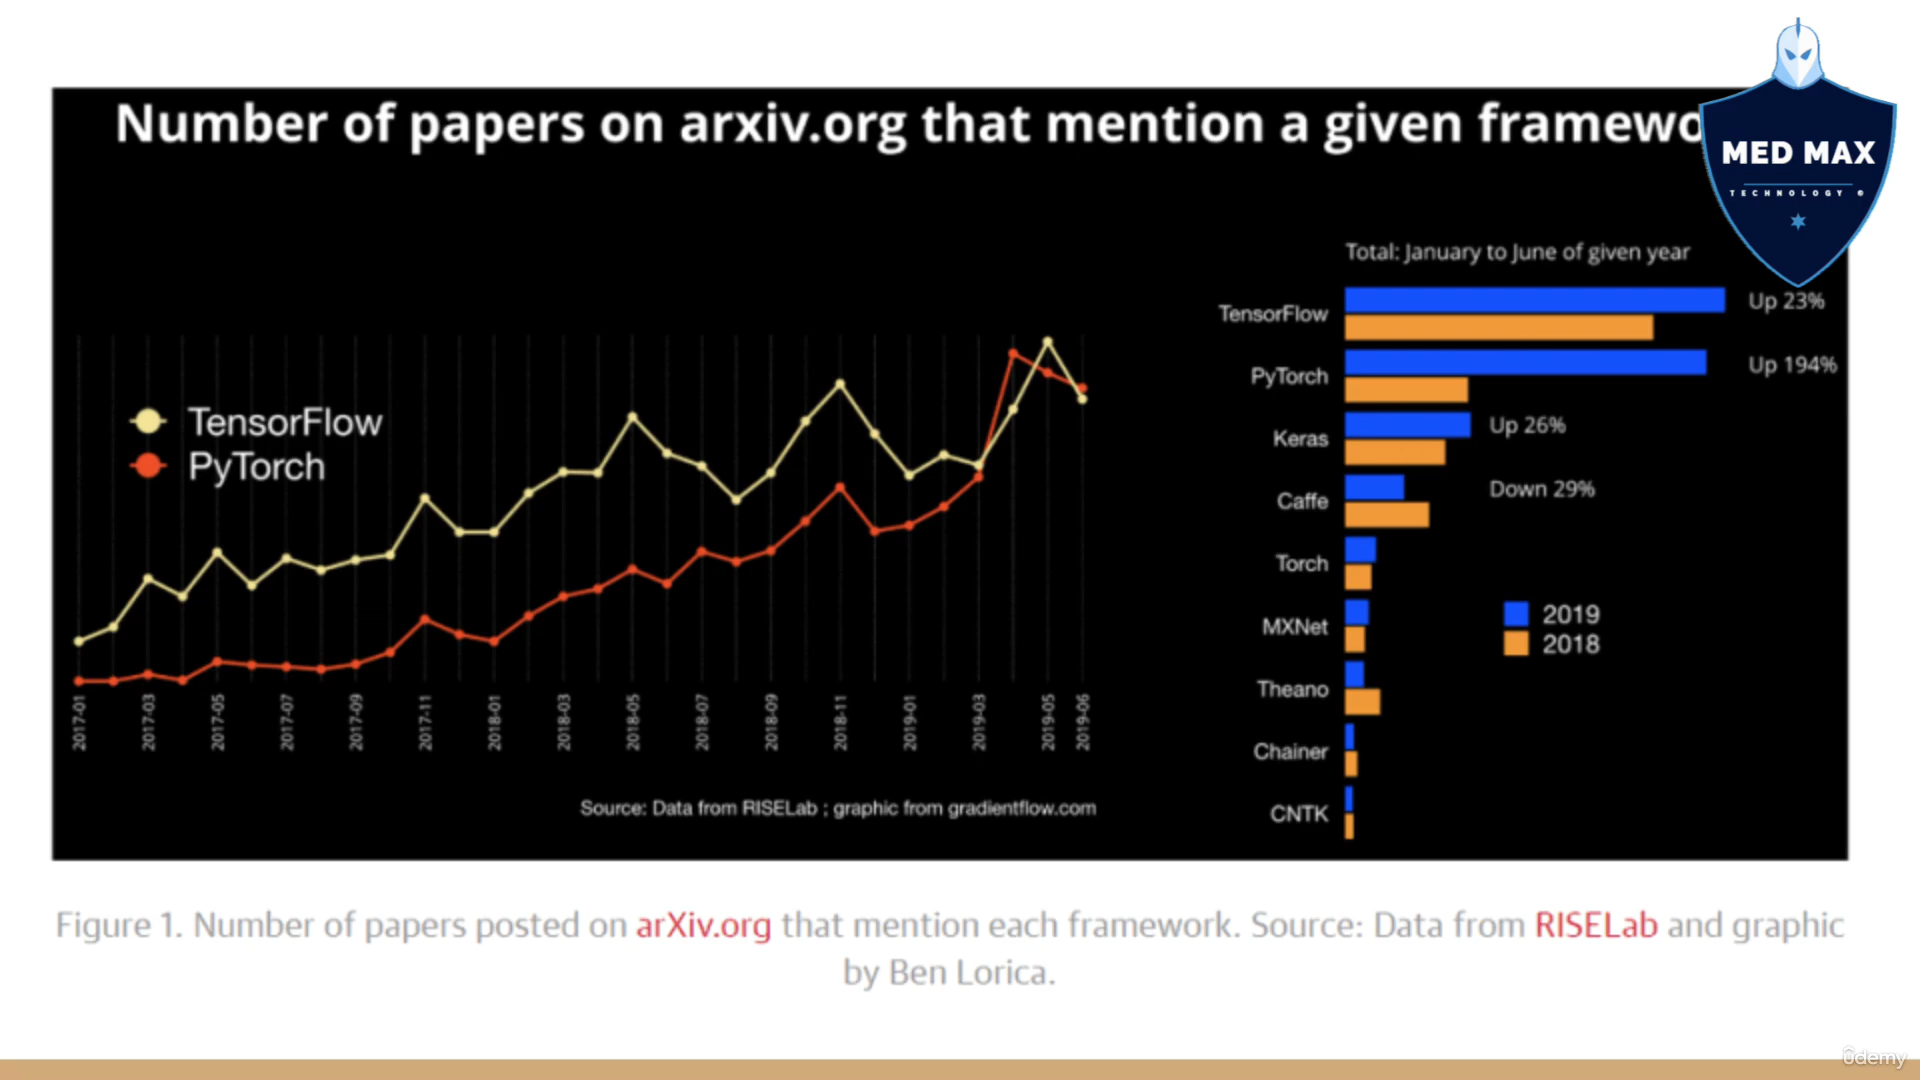 Number of papers on arxiv.org that mention a given framewo
MED MAX
TECHNOLOGY
Total: January to June of given year
TensorFlow
PyTorch
TensorFlow
Up 23%
PyTorch
Up 194%
Keras
Up 26%
Caffe
Down 29%
Torch
MXNet
Theano
Chainer
CNTK
2019
2018
2017-01
2017-03
2017-05
2017-07
2017-09
2017-11
2018-01
2018-03
2018-05
2018-07
2018-09
2018-11
2019-01
2019-03
2019-05
2019-06
Source: Data from RISELab ; graphic from gradientflow.com
Figure 1. Number of papers posted on arXiv.org that mention each framework. Source: Data from RISELab and graphic
by Ben Lorica.
ûdemy